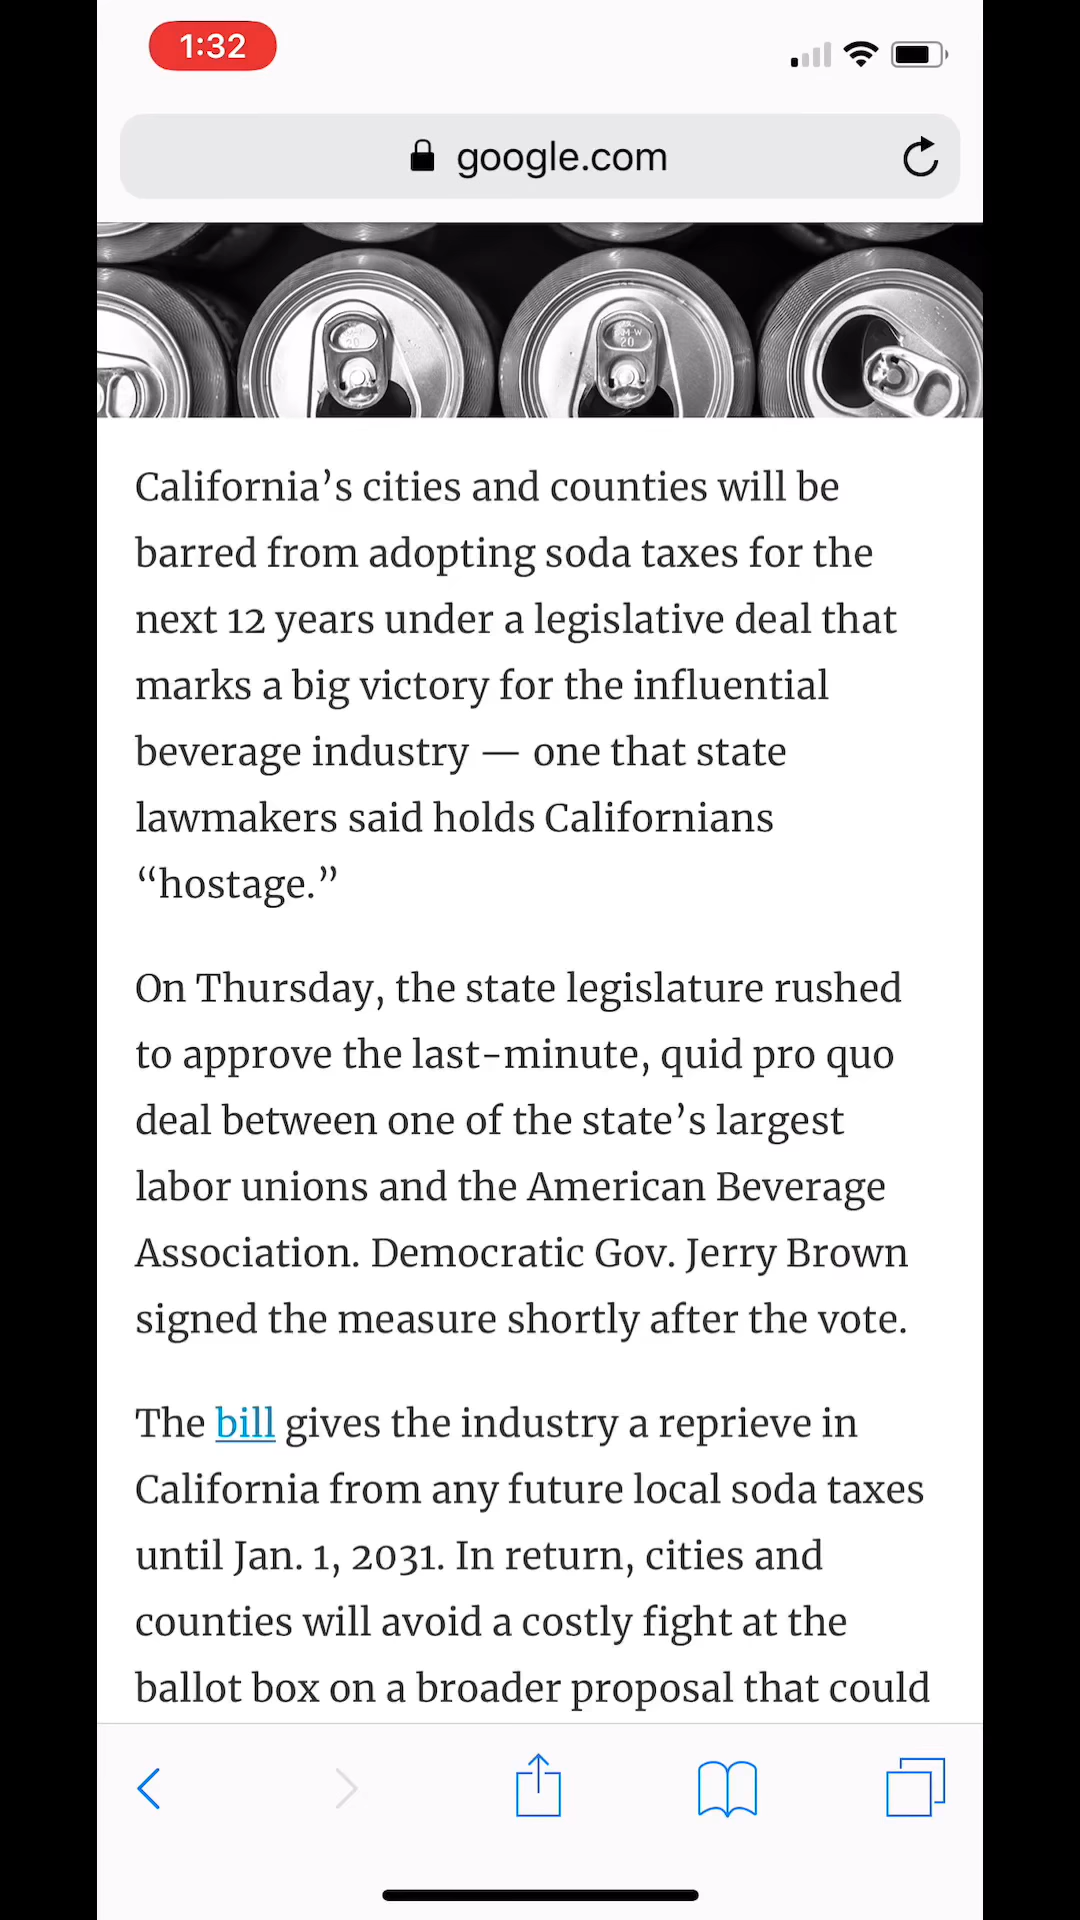 1:32
google.com
M-W
20
20
California’s cities and counties will be
barred from adopting soda taxes for the
next 12 years under a legislative deal that
marks a big victory for the influential
beverage industry — one that state
lawmakers said holds Californians
“hostage.”
On Thursday, the state legislature rushed
to approve the last-minute, quid pro quo
deal between one of the state’s largest
labor unions and the American Beverage
Association. Democratic Gov. Jerry Brown
signed the measure shortly after the vote.
The bill gives the industry a reprieve in
California from any future local soda taxes
until Jan. 1, 2031. In return, cities and
counties will avoid a costly fight at the
ballot box on a broader proposal that could